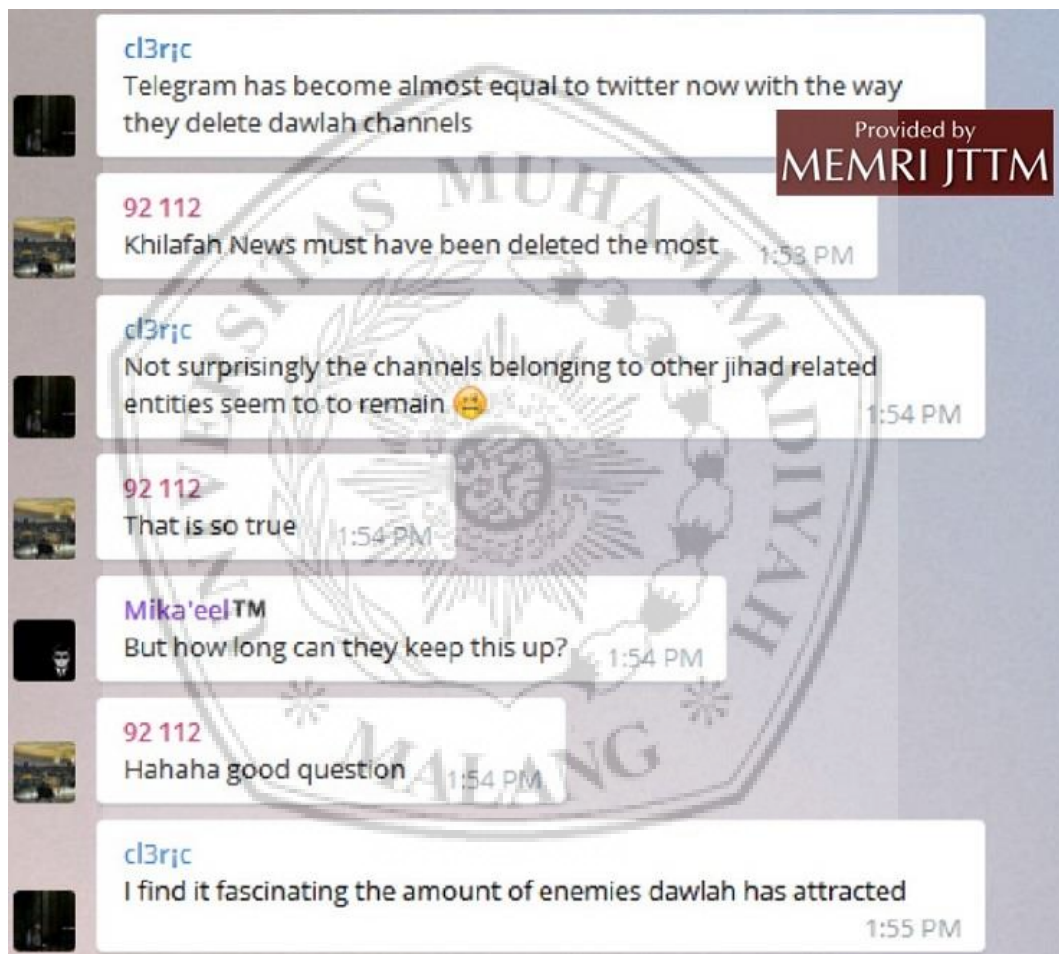 cl3r¡c
Telegram has become almost equal to twitter now with the way
they delete dawlah channels
Provided by
MEMRI JTTM
92 112
Khilafah News must have been deleted the most
1:53 PM
cl3r¡c
Not surprisingly the channels belonging to other jihad related
entities seem to to remain
1:54 PM
92 112
That is so true
1:54 PM
Mika'eel™
But how long can they keep this up?
1:54 PM
92 112
Hahaha good question
1:54 PM
cl3r¡c
I find it fascinating the amount of enemies dawlah has attracted
1:55 PM
UNIVERSITAS MUHAMMADIYAH
MALANG